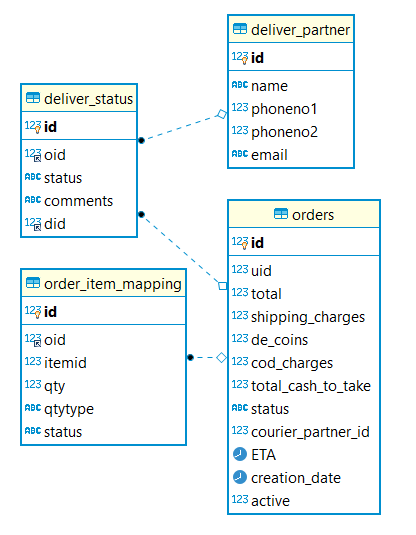 deliver_partner
123 id
ABC name
123 phoneno1
123 phoneno2
ABC email
deliver_status
123 id
123 oid
ABC status
ABC comments
ABC did
orders
123 id
123 uid
123 total
123 shipping_charges
123 de_coins
123 cod_charges
123 total_cash_to_take
ABC status
123 courier_partner_id
ETA
creation_date
123 active
order_item_mapping
123 id
123 oid
123 itemid
123 qty
ABC qtytype
ABC status